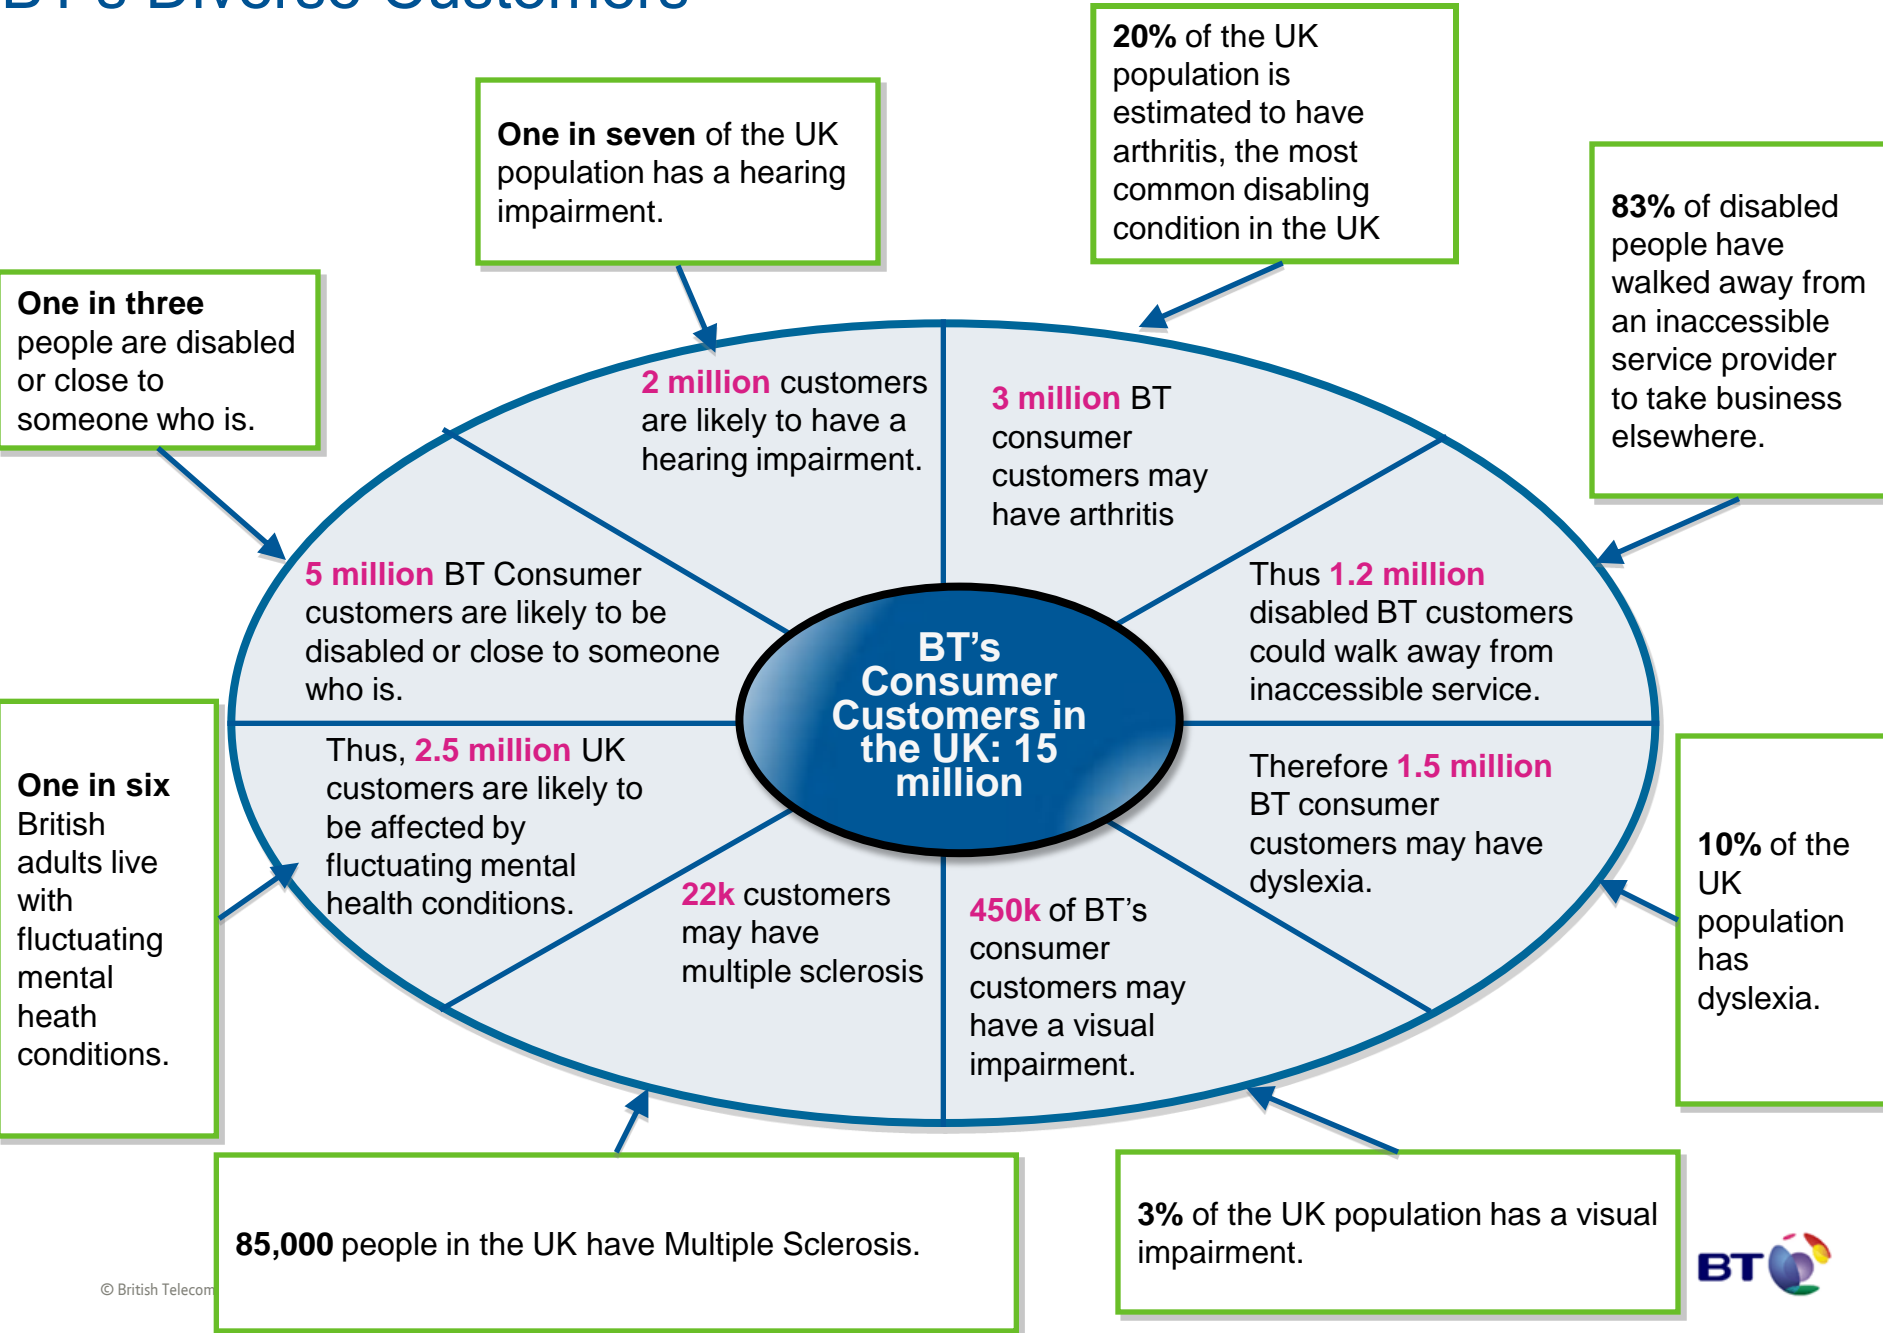 BT's Diverse Customers
20% of the UK
population is
estimated to have
arthritis, the most
common disabling
condition in the UK
One in seven of the UK
population has a hearing
impairment.
83% of disabled
people have
walked away from
an inaccessible
service provider
to take business
elsewhere.
One in three
people are disabled
or close to
someone who is.
2 million customers
are likely to have a
hearing impairment.
3 million BT
consumer
customers may
have arthritis
5 million BT Consumer
customers are likely to be
disabled or close to someone
who is.
Thus 1.2 million
disabled BT customers
could walk away from
inaccessible service.
BT's
Consumer
Customers in
the UK: 15
million
Thus, 2.5 million UK
customers are likely to
be affected by
fluctuating mental
health conditions.
Therefore 1.5 million
BT consumer
customers may have
dyslexia.
One in six
British
adults live
with
fluctuating
mental
heath
conditions.
10% of the
UK
population
has
dyslexia.
22k customers
may have
multiple sclerosis
450k of BT's
consumer
customers may
have a visual
impairment.
85,000 people in the UK have Multiple Sclerosis.
3% of the UK population has a visual
impairment.
© British Telecom
BT